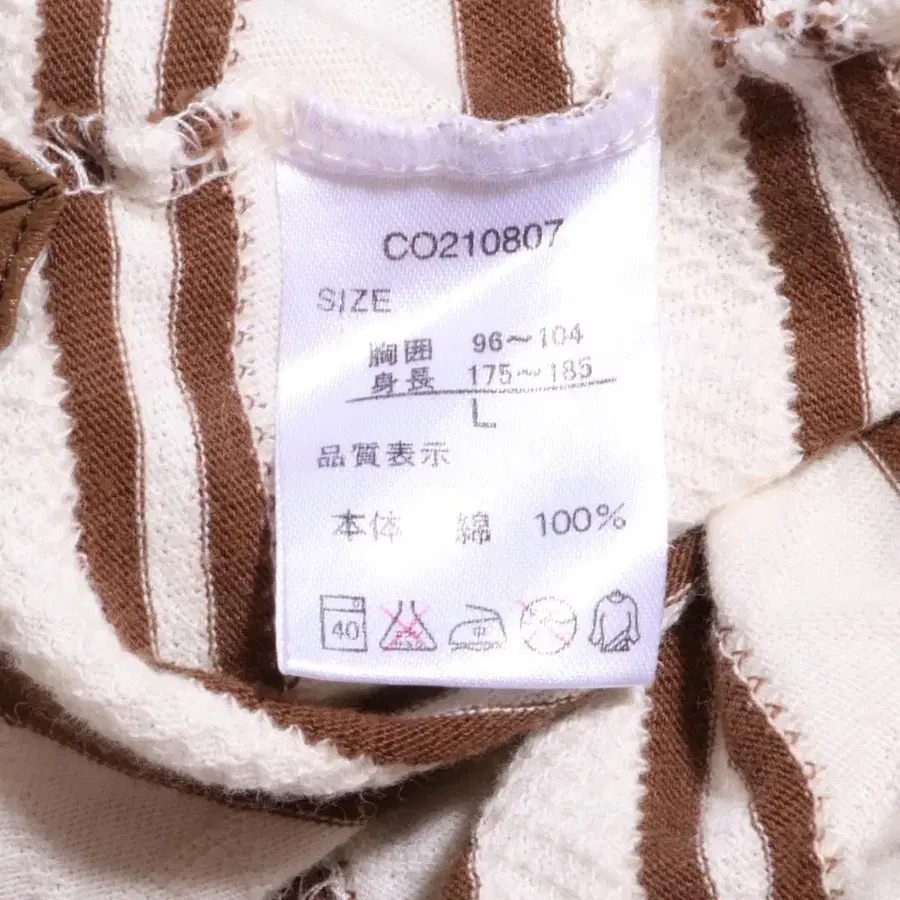 CO210807
SIZE
胸囲 96〜104
身長 175〜185
L
品質表示
本体 綿 100%
40 中